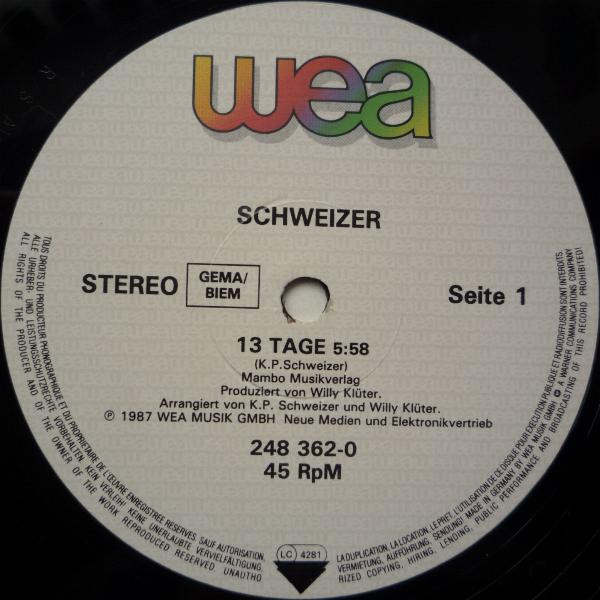 wea
SCHWEIZER
STEREO
GEMA/
BIEM
Seite 1
13 TAGE 5:58
(K.P.Schweizer)
Mambo Musikverlag
Produziert von Willy Klüter.
Arrangiert von K.P. Schweizer und Willy Klüter.
℗ 1987 WEA MUSIK GMBH Neue Medien und Elektronikvertrieb
248 362-0
45 RpM
LC 4281
TOUS DROITS DU PRODUCTEUR PHONOGRAPHIQUE ET DU PROPRIETAIRE DE L'ŒUVRE ENREGISTREE RESERVES. SAUF AUTORISATION, LA DUPLICATION, LA LOCATION, LE PRET, L'UTILISATION DE CE DISQUE POUR EXECUTION PUBLIQUE ET RADIODIFFUSION SONT INTERDITS.
ALLE URHEBER- UND LEISTUNGSSCHUTZRECHTE VORBEHALTEN. KEIN VERLEIH! KEINE UNERLAUBTE VERVIELFÄLTIGUNG, VERMIETUNG, AUFFÜHRUNG, SENDUNG! MADE IN GERMANY BY WEA MUSIK GMBH A WARNER COMMUNICATIONS COMPANY
ALL RIGHTS OF THE PRODUCER AND OF THE OWNER OF THE WORK REPRODUCED RESERVED. UNAUTHORIZED COPYING, HIRING, LENDING, PUBLIC PERFORMANCE AND BROADCASTING OF THIS RECORD PROHIBITED!